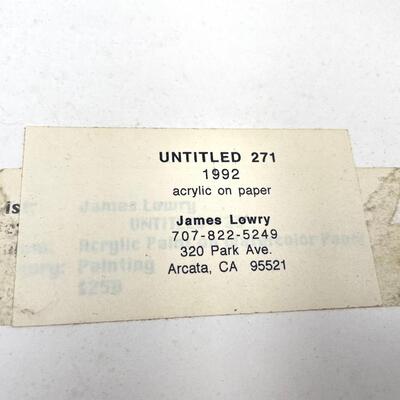 UNTITLED 271
1992
acrylic on paper
James Lowry
707-822-5249
320 Park Ave.
Arcata, CA 95521
James Lowry
Acrylic
Painting
$250